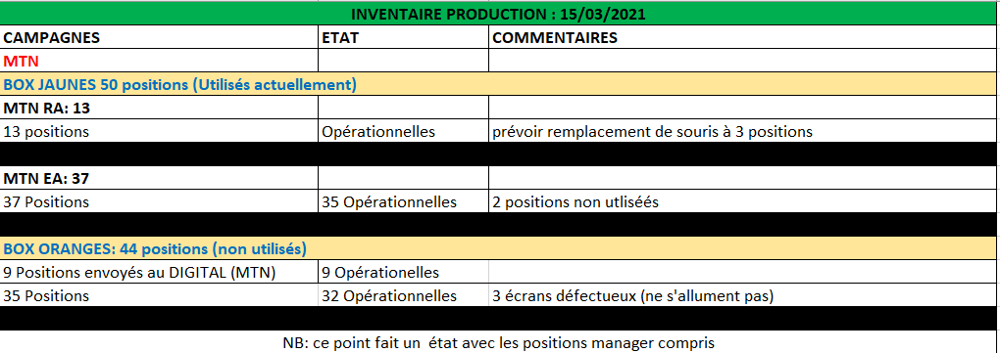 INVENTAIRE PRODUCTION : 15/03/2021
CAMPAGNES ETAT COMMENTAIRES
MTN
BOX JAUNES 50 positions (Utilisés actuellement)
MTN RA: 13
13 positions Opérationnelles prévoir remplacement de souris à 3 positions
MTN EA: 37
37 Positions 35 Opérationnelles 2 positions non utliséés
BOX ORANGES: 44 positions (non utilisés)
9 Positions envoyés au DIGITAL (MTN) 9 Opérationelles
35 Positions 32 Opérationnelles 3 écrans défectueux (ne s'allument pas)
NB: ce point fait un état avec les positions manager compris